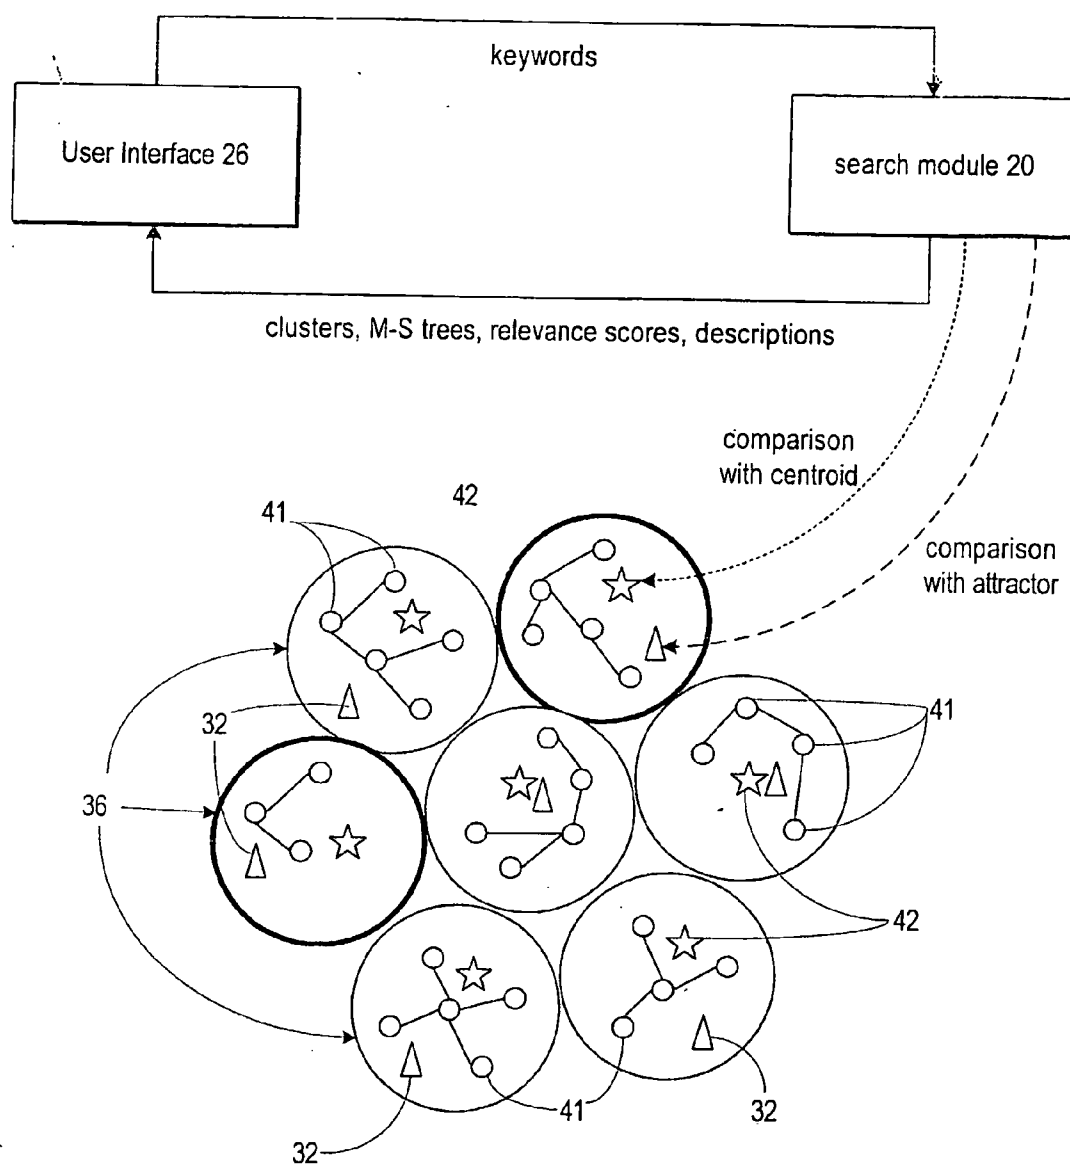 keywords
User Interface 26
search module 20
clusters, M-S trees, relevance scores, descriptions
comparison
with centroid
42
41
comparison
with attractor
32
41
36
42
41
32
32